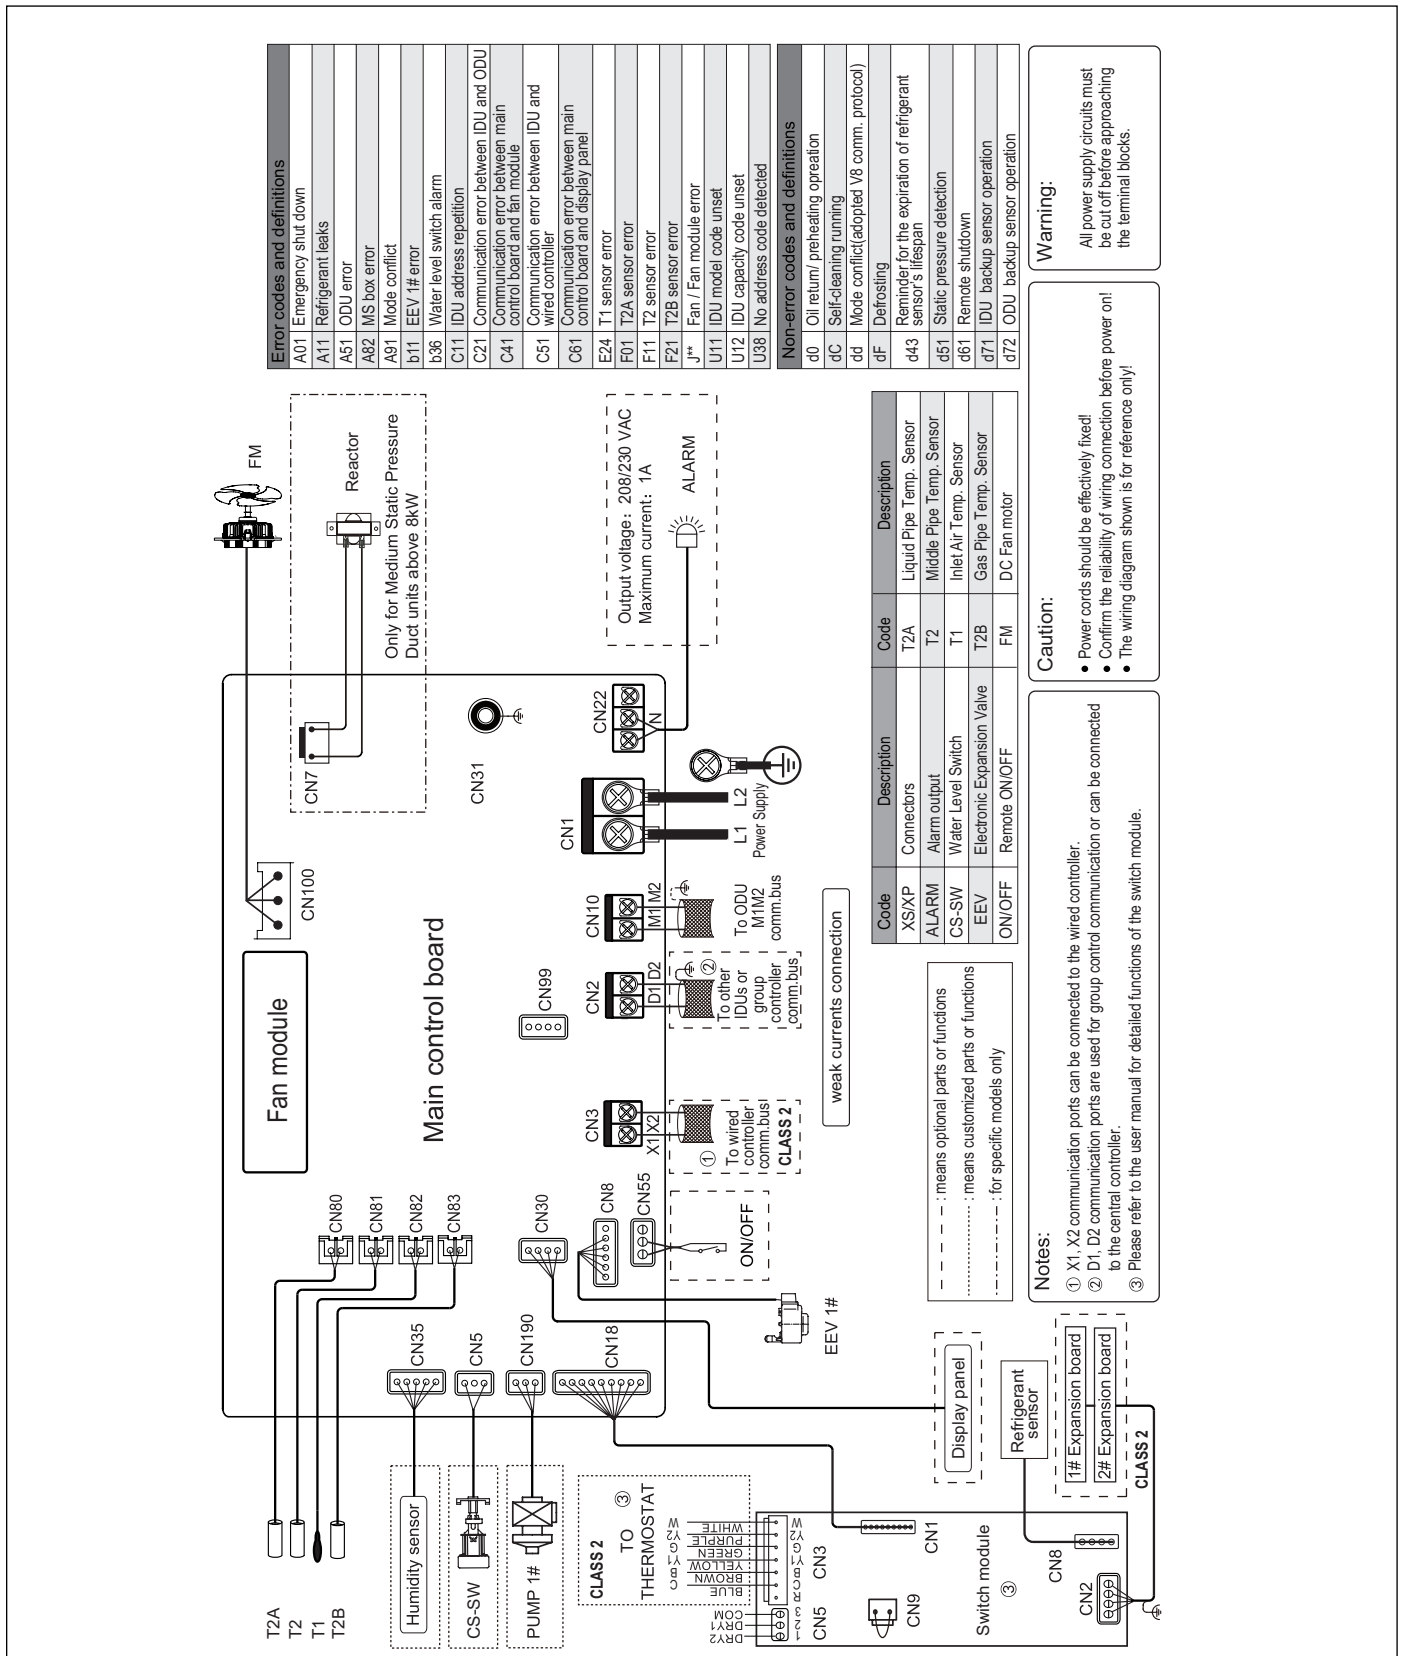 Error codes and definitions
A01 Emergency shut down
A11 Refrigerant leaks
A51 ODU error
A82 MS box error
A91 Mode conflict
b11 EEV 1# error
b36 Water level switch alarm
C11 IDU address repetition
C21 Communication error between IDU and ODU
C41 Communication error between main
control board and fan module
C51 Communication error between IDU and
wired controller
C61 Communication error between main
control board and display panel
E24 T1 sensor error
F01 T2A sensor error
F11 T2 sensor error
F21 T2B sensor error
J** Fan / Fan module error
U11 IDU model code unset
U12 IDU capacity code unset
U38 No address code detected
Non-error codes and definitions
d0 Oil return/ preheating opreation
dC Self-cleaning running
dd Mode conflict(adopted V8 comm. protocol)
dF Defrosting
d43 Reminder for the expiration of refrigerant
sensor's lifespan
d51 Static pressure detection
d61 Remote shutdown
d71 IDU backup sensor operation
d72 ODU backup sensor operation
FM
Reactor
Only for Medium Static Pressure
Duct units above 8kW
CN7
Output voltage: 208/230 VAC
Maximum current: 1A
ALARM
T2A
T2
T1
T2B
Humidity sensor
CS-SW
PUMP 1#
Fan module
Main control board
CN80
CN81
CN82
CN83
CN100
CN99
CN31
CN35
CN5
CN190
CN18
CN30
CN8
CN55
CN3
X1 X2
CN2
D1 D2
CN10
M1 M2
CN1
CN22
N
L1 L2
Power Supply
ON/OFF
EEV 1#
①
To wired
controller
comm.bus
CLASS 2
②
To other
IDUs or
group
controller
comm.bus
To ODU
M1M2
comm.bus
weak currents connection
CLASS 2
TO ③
THERMOSTAT
W
WHITE
Y2
PURPLE
G
GREEN
Y1
YELLOW
B
BROWN
C
BLUE
W
Y2
G
Y1
B
C
R
COM
DRY1
DRY2
3
2
1
CN3
CN5
CN9
CN1
CN8
CN2
Switch module
③
Display panel
Refrigerant
sensor
1# Expansion board
2# Expansion board
CLASS 2
: means optional parts or functions
: means customized parts or functions
: for specific models only
Code Description Code Description
XS/XP Connectors T2A Liquid Pipe Temp. Sensor
ALARM Alarm output T2 Middle Pipe Temp. Sensor
CS-SW Water Level Switch T1 Inlet Air Temp. Sensor
EEV Electronic Expansion Valve T2B Gas Pipe Temp. Sensor
ON/OFF Remote ON/OFF FM DC Fan motor
Notes:
① X1, X2 communication ports can be connected to the wired controller.
② D1, D2 communication ports are used for group control communication or can be connected
to the central controller.
③ Please refer to the user manual for detailed functions of the switch module.
Caution:
• Power cords should be effectively fixed!
• Confirm the reliability of wiring connection before power on!
• The wiring diagram shown is for reference only!
Warning:
All power supply circuits must
be cut off before approaching
the terminal blocks.